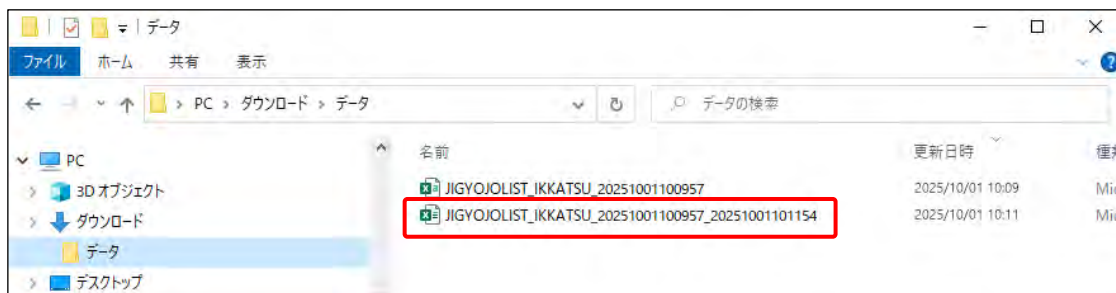 データ
ファイル ホーム 共有 表示
PC › ダウンロード › データ データの検索
名前 更新日時
PC
3D オブジェクト
ダウンロード
データ
デスクトップ
JIGYOJOLIST_IKKATSU_20251001100957 2025/10/01 10:09
JIGYOJOLIST_IKKATSU_20251001100957_20251001101154 2025/10/01 10:11